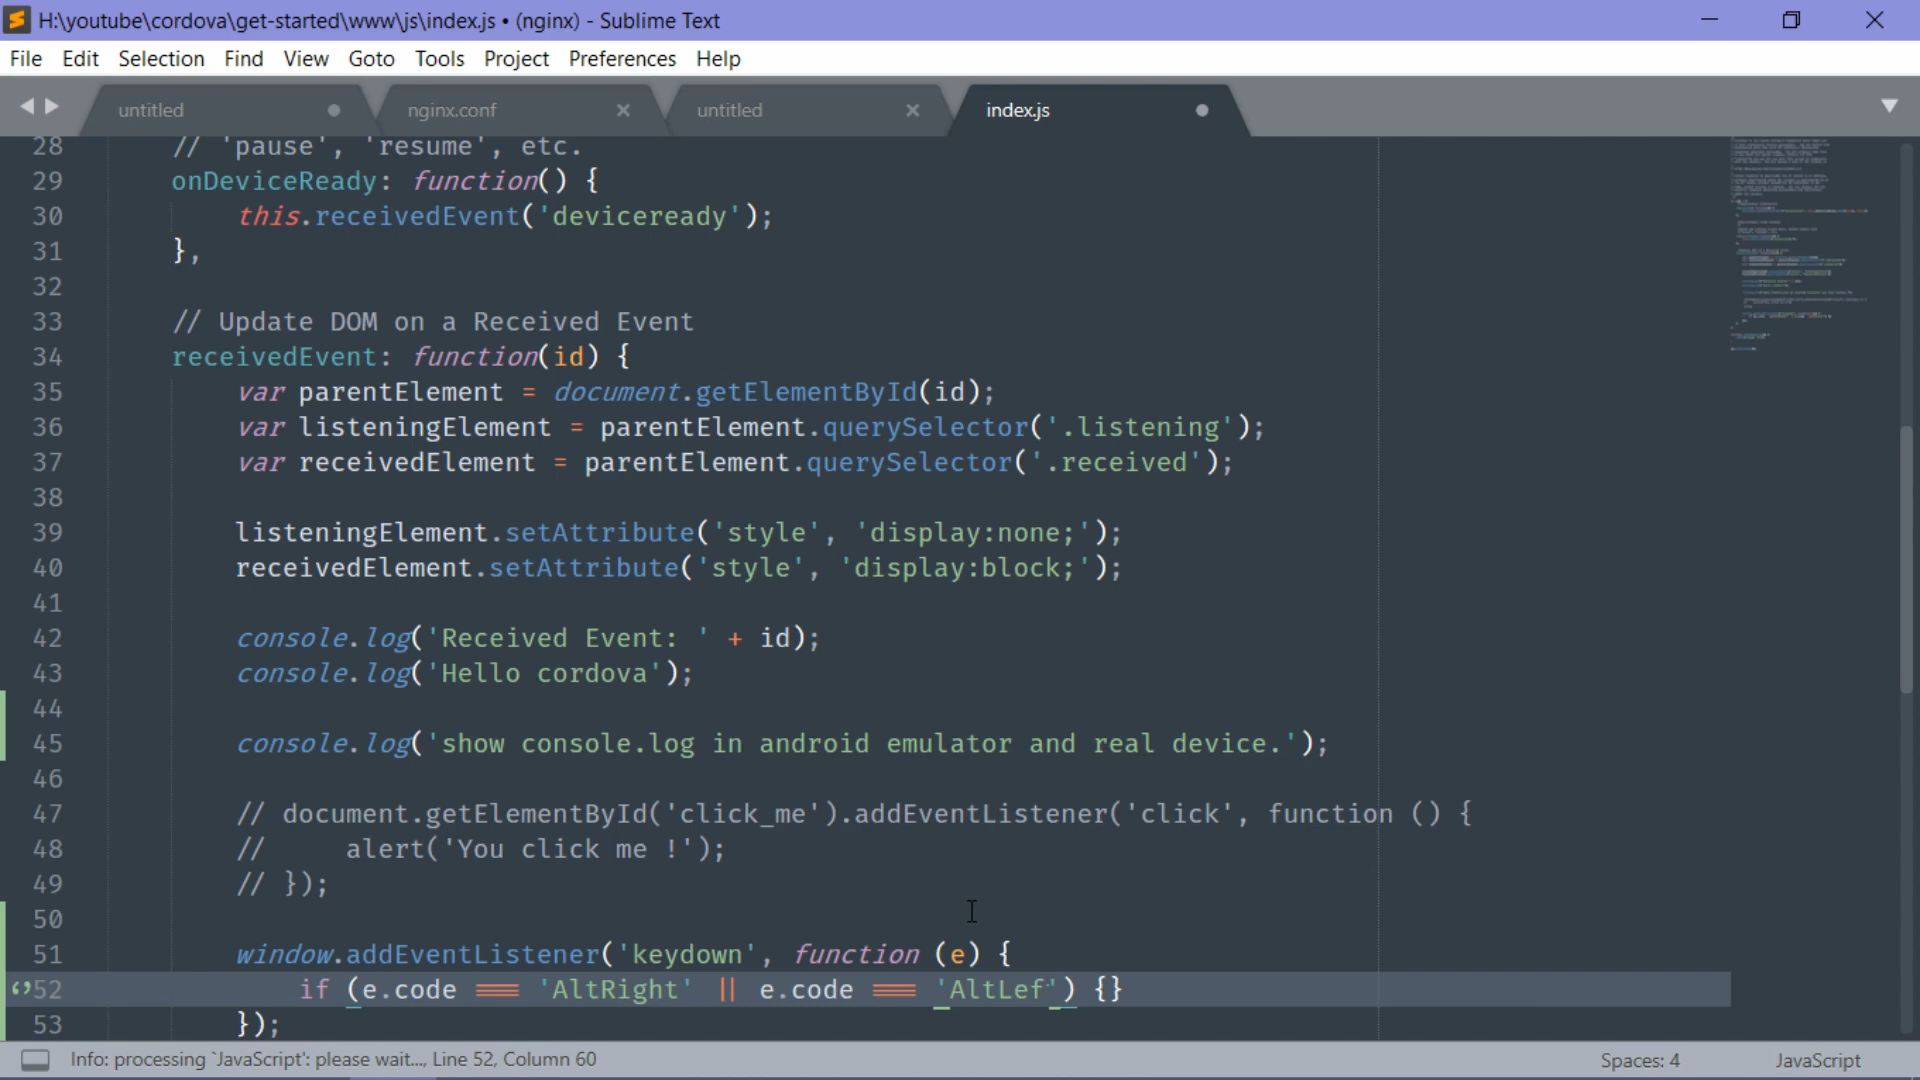 H:\youtube\cordova\get-started\www\js\index.js • (nginx) - Sublime Text
File Edit Selection Find View Goto Tools Project Preferences Help
untitled nginx.conf untitled index.js
28 // 'pause', 'resume', etc.
29 onDeviceReady: function() {
30 this.receivedEvent('deviceready');
31 },
32
33 // Update DOM on a Received Event
34 receivedEvent: function(id) {
35 var parentElement = document.getElementById(id);
36 var listeningElement = parentElement.querySelector('.listening');
37 var receivedElement = parentElement.querySelector('.received');
38
39 listeningElement.setAttribute('style', 'display:none;');
40 receivedElement.setAttribute('style', 'display:block;');
41
42 console.log('Received Event: ' + id);
43 console.log('Hello cordova');
44
45 console.log('show console.log in android emulator and real device.');
46
47 // document.getElementById('click_me').addEventListener('click', function () {
48 // alert('You click me !');
49 // });
50
51 window.addEventListener('keydown', function (e) {
52 if (e.code === 'AltRight' || e.code === 'AltLef') {}
53 });
Info: processing `JavaScript': please wait..., Line 52, Column 60 Spaces: 4 JavaScript